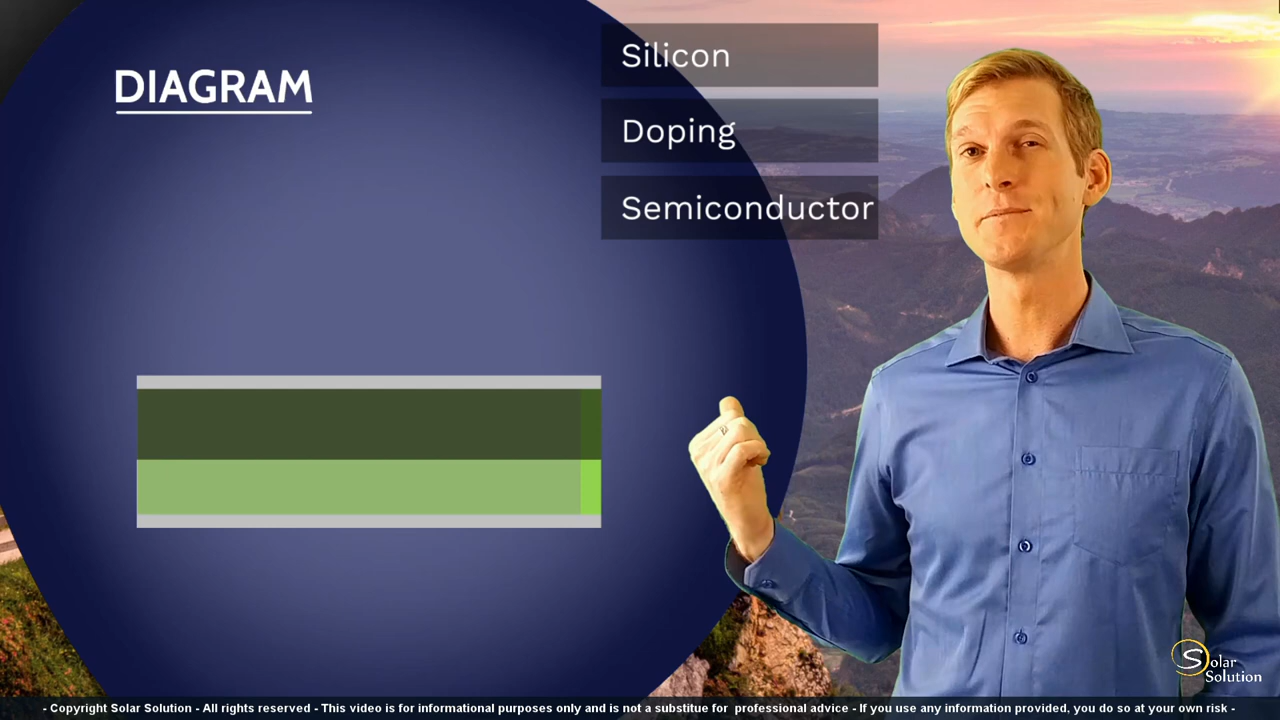 DIAGRAM
Silicon
Doping
Semiconductor
Solar
Solution
- Copyright Solar Solution - All rights reserved - This video is for informational purposes only and is not a substitue for professional advice - If you use any information provided, you do so at your own risk -